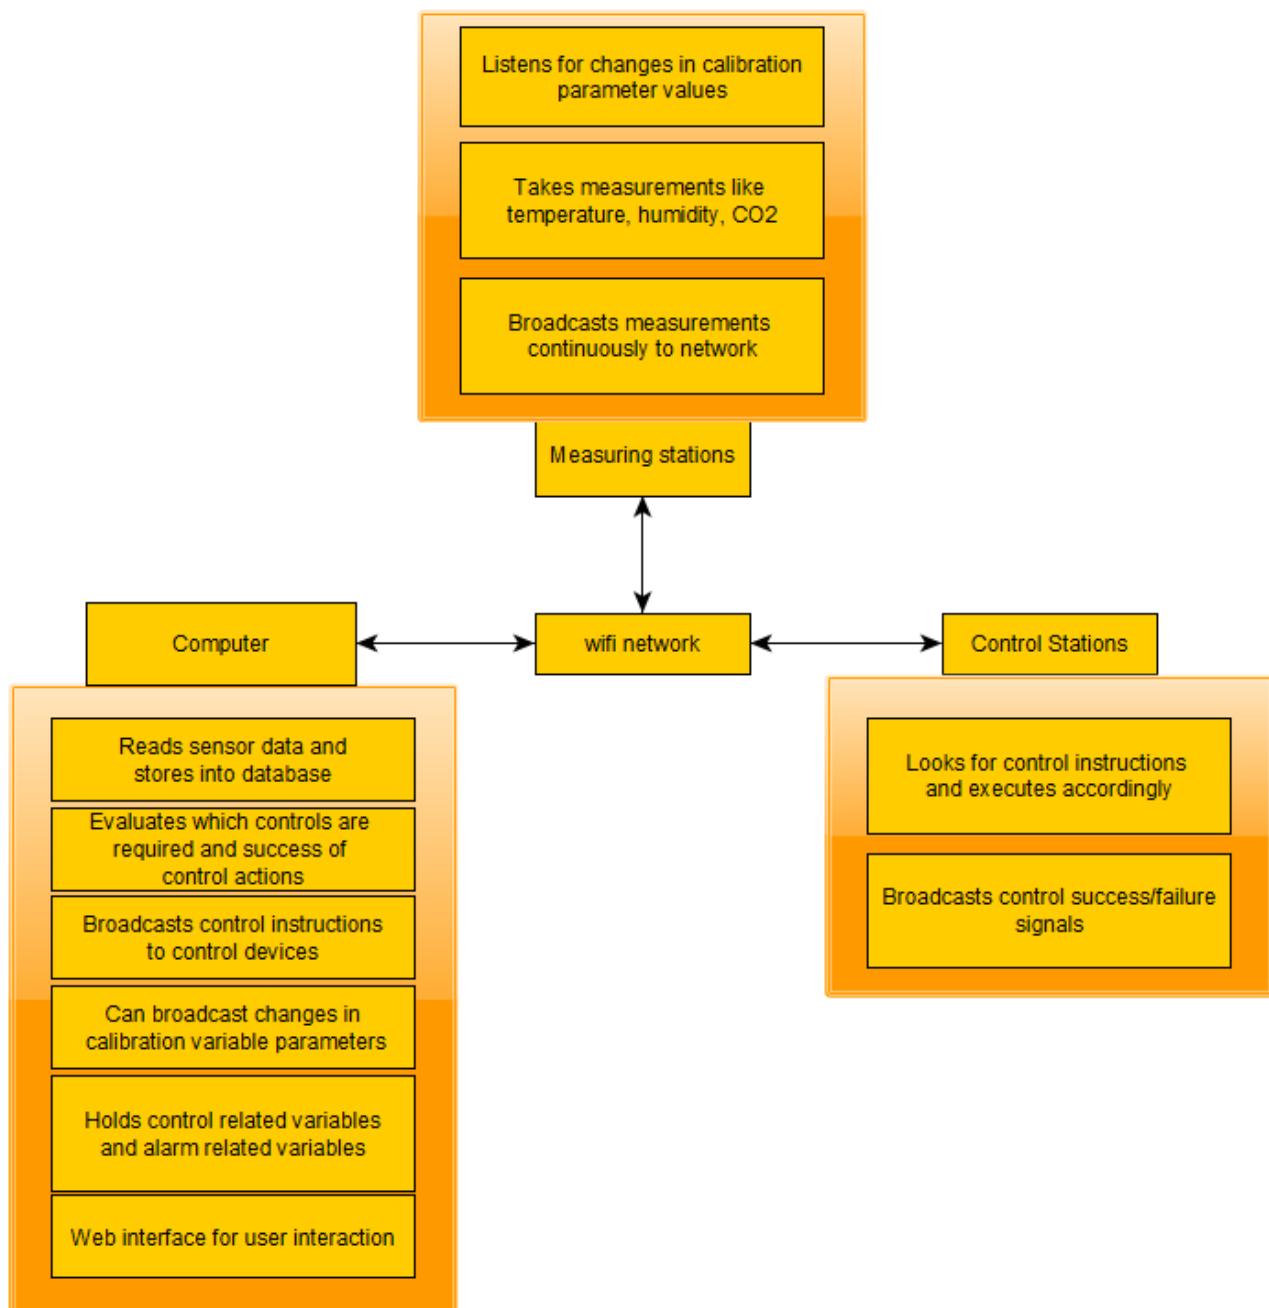 Listens for changes in calibration
parameter values
Takes measurements like
temperature, humidity, CO2
Broadcasts measurements
continuously to network
Measuring stations
Computer
wifi network
Control Stations
Reads sensor data and
stores into database
Evaluates which controls are
required and success of
control actions
Broadcasts control instructions
to control devices
Can broadcast changes in
calibration variable parameters
Holds control related variables
and alarm related variables
Web interface for user interaction
Looks for control instructions
and executes accordingly
Broadcasts control success/failure
signals